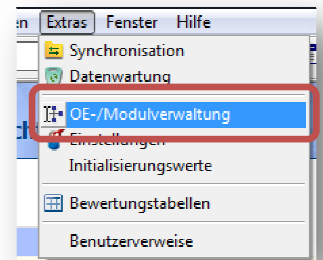 en Extras Fenster Hilfe
Synchronisation
Datenwartung
OE-/Modulverwaltung
Einstellungen
Initialisierungswerte
Bewertungstabellen
Benutzerverweise